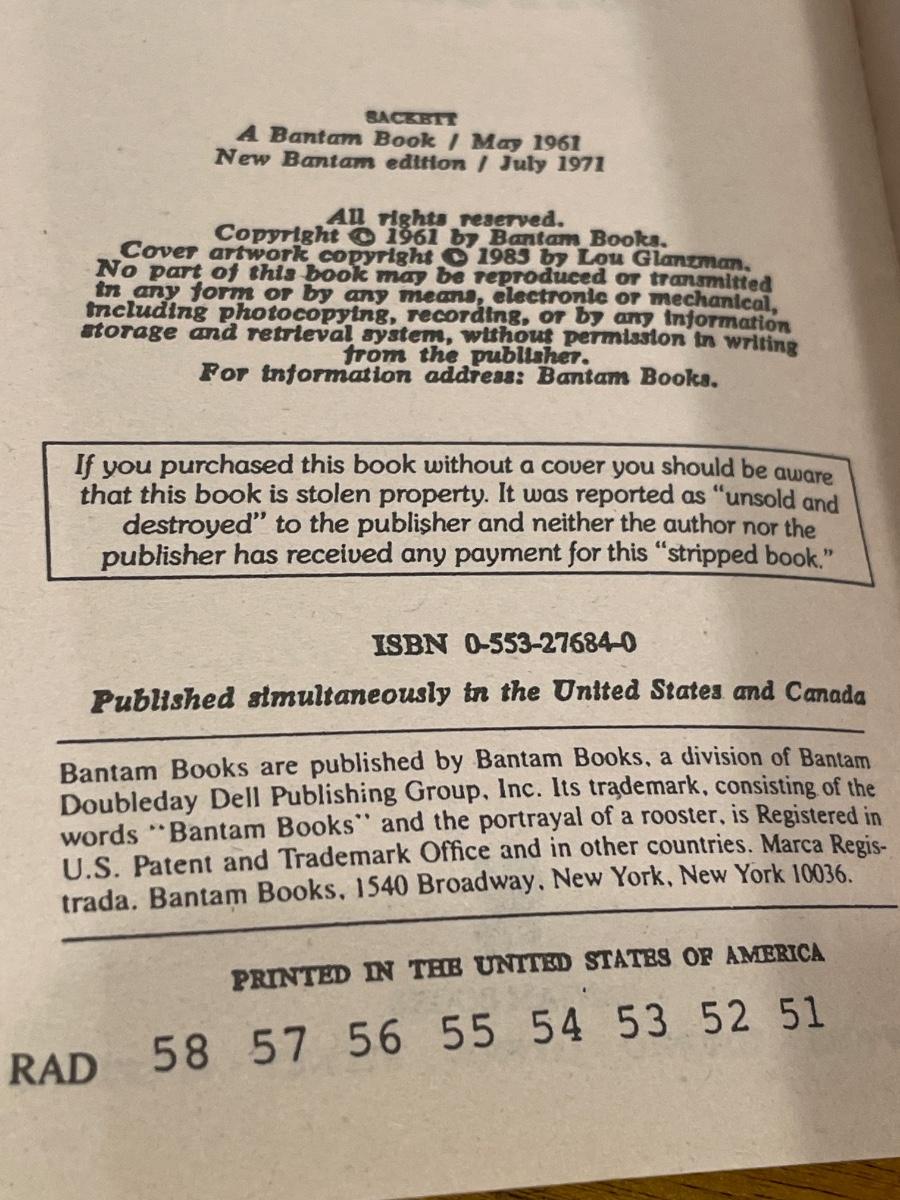 SACKETT
A Bantam Book / May 1961
New Bantam edition / July 1971
All rights reserved.
Copyright © 1961 by Bantam Books.
Cover artwork copyright © 1985 by Lou Glanzman.
No part of this book may be reproduced or transmitted
in any form or by any means, electronic or mechanical,
including photocopying, recording, or by any information
storage and retrieval system, without permission in writing
from the publisher.
For information address: Bantam Books.
If you purchased this book without a cover you should be aware
that this book is stolen property. It was reported as "unsold and
destroyed" to the publisher and neither the author nor the
publisher has received any payment for this "stripped book."
ISBN 0-553-27684-0
Published simultaneously in the United States and Canada
Bantam Books are published by Bantam Books, a division of Bantam
Doubleday Dell Publishing Group, Inc. Its trademark, consisting of the
words "Bantam Books" and the portrayal of a rooster, is Registered in
U.S. Patent and Trademark Office and in other countries. Marca Regis-
trada. Bantam Books, 1540 Broadway, New York, New York 10036.
PRINTED IN THE UNITED STATES OF AMERICA
RAD 58 57 56 55 54 53 52 51